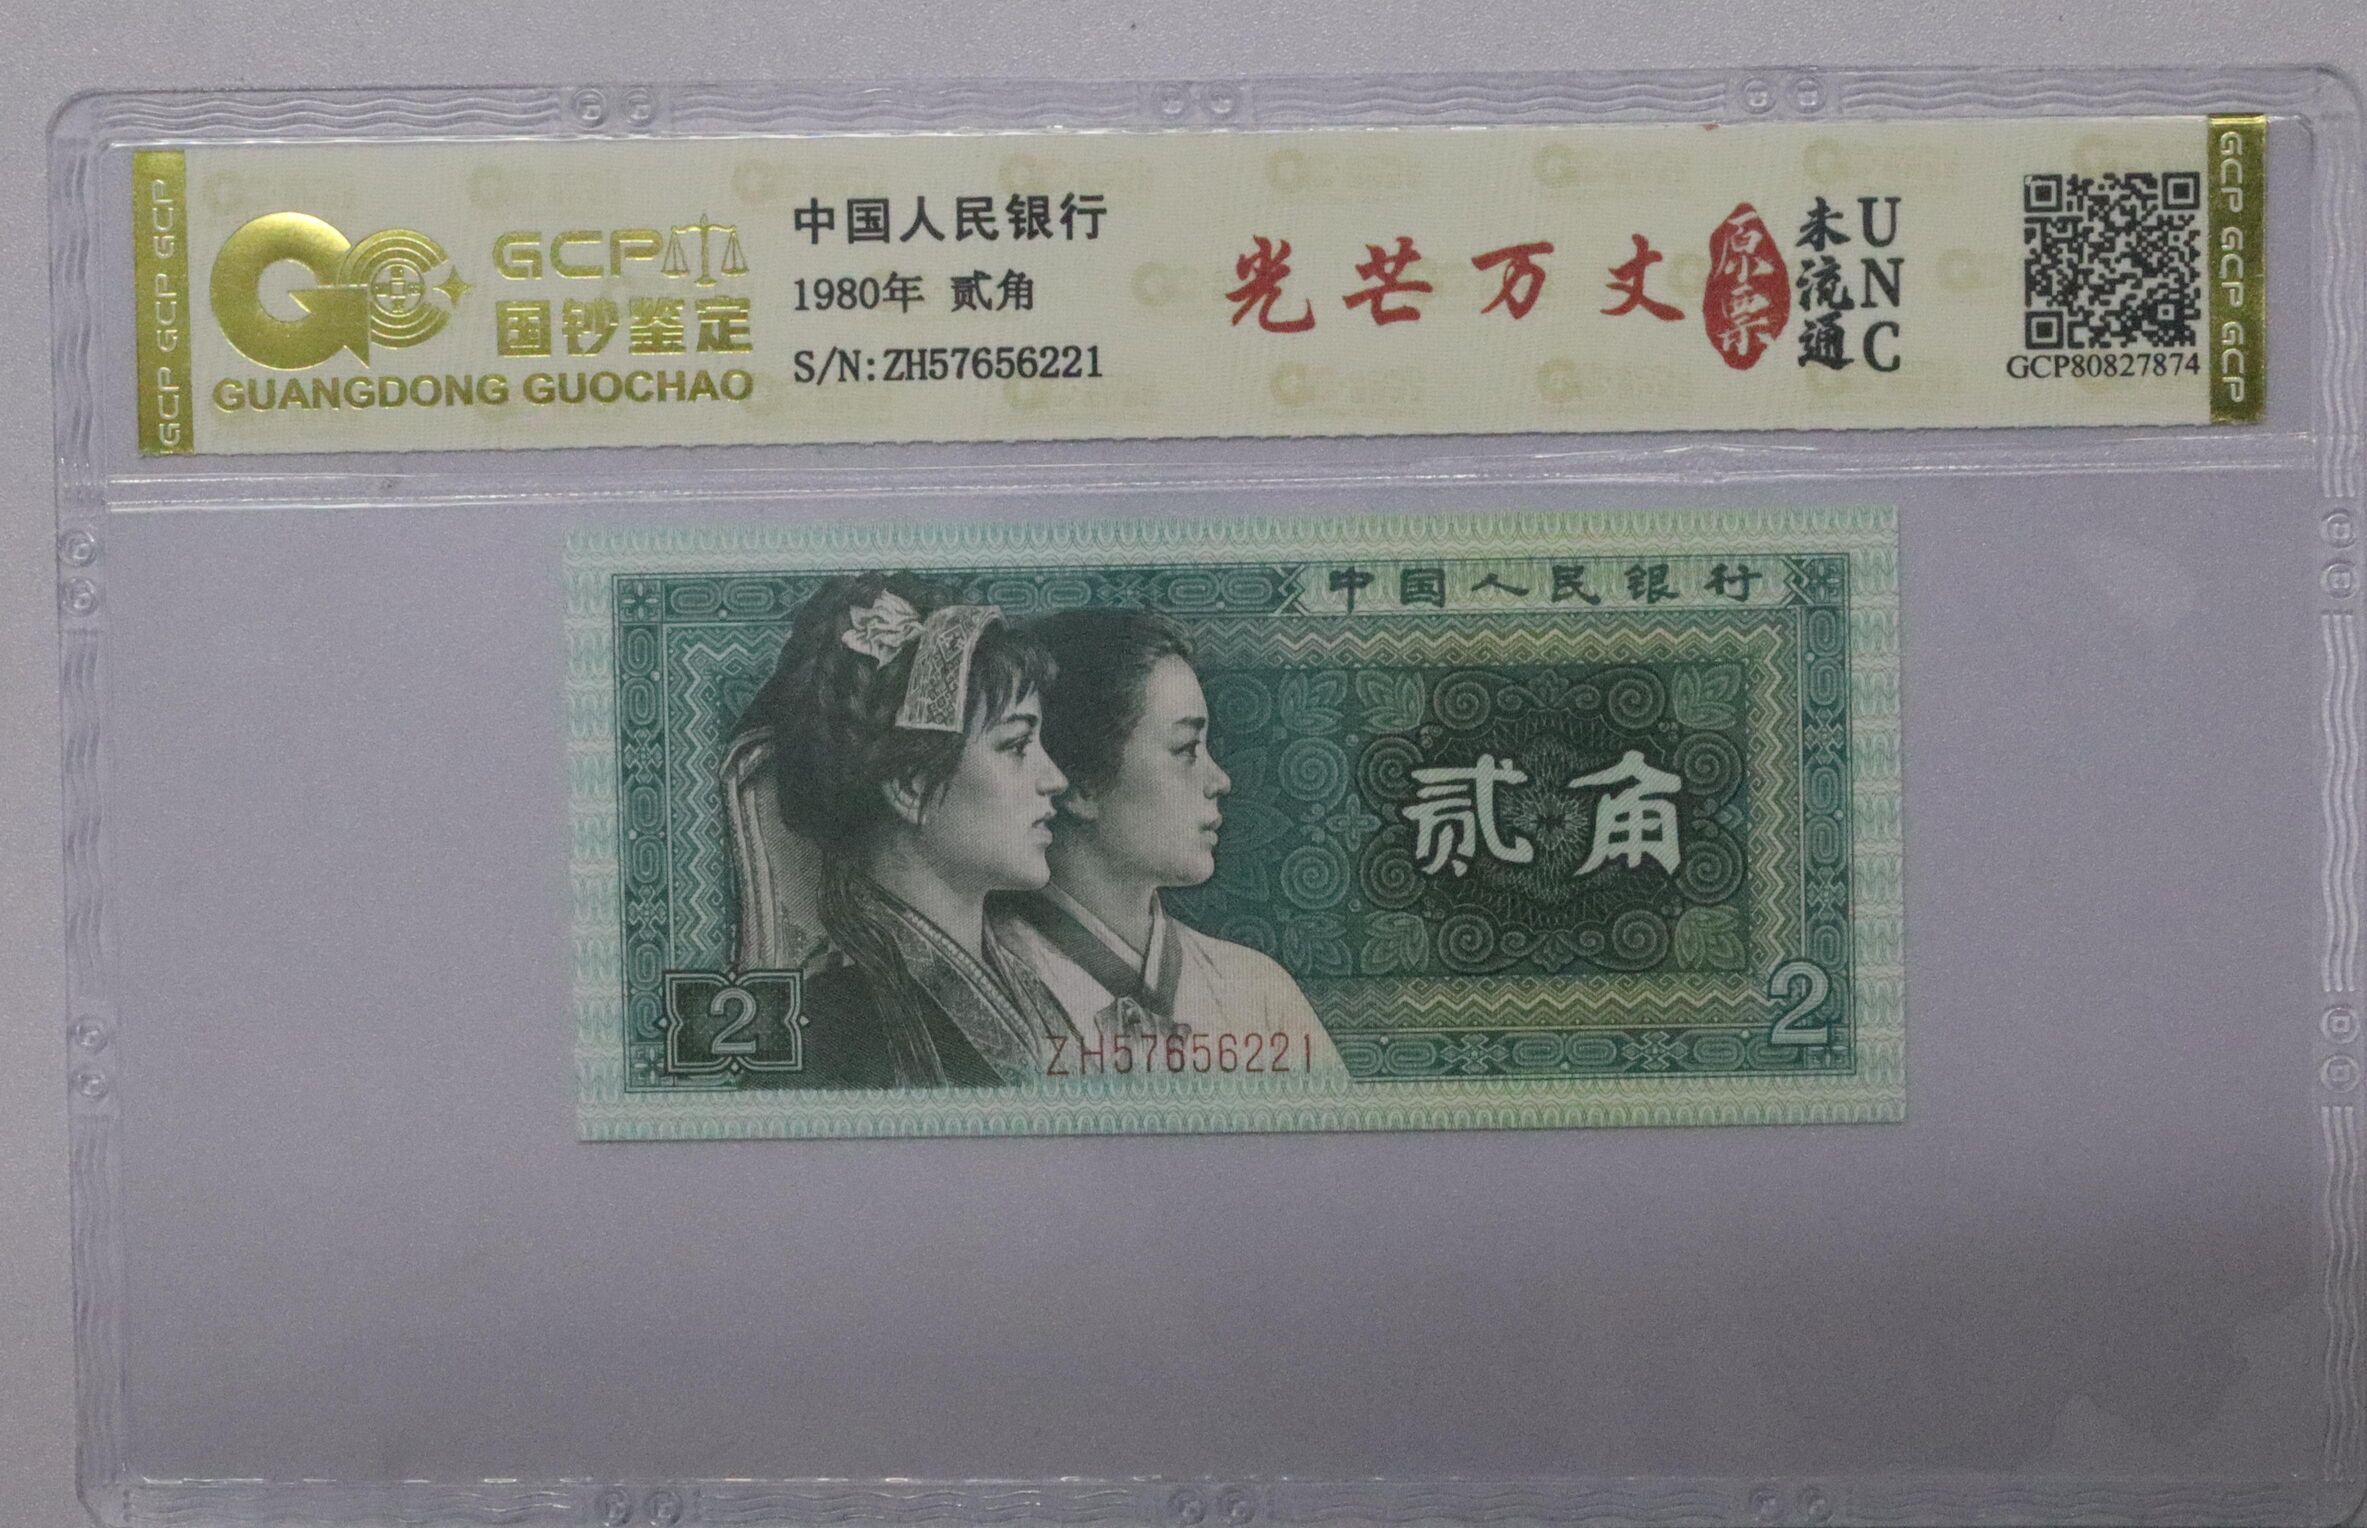 GCP GCP GCP
GCP
国钞鉴定
GUANGDONG GUOCHAO
中国人民银行
1980年 贰角
S/N:ZH57656221
光芒万丈
原票
未流通
UNC
GCP80827874
GCP GCP GCP
中国人民银行
贰角
2
ZH57656221
2